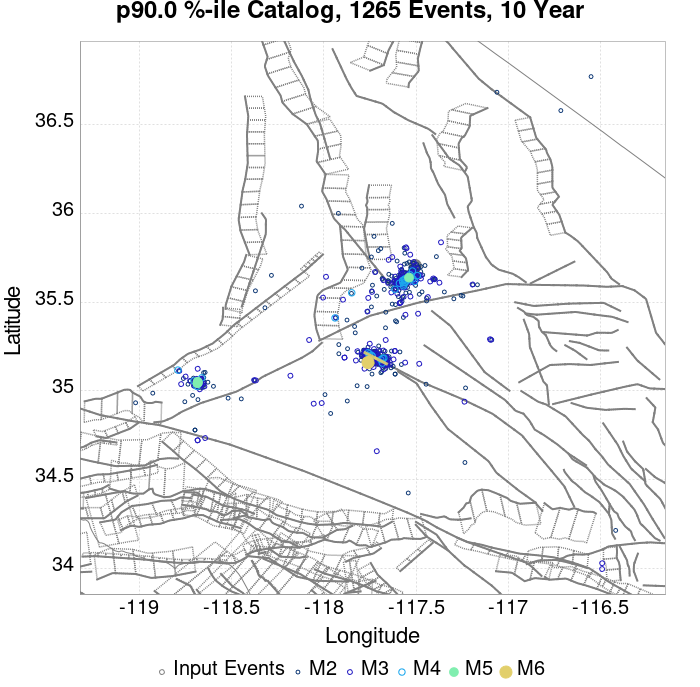 p90.0 %-ile Catalog, 1265 Events, 10 Year
36.5
36
35.5
35
34.5
34
Latitude
-119 -118.5 -118 -117.5 -117 -116.5
Longitude
Input Events M2 M3 M4 M5 M6